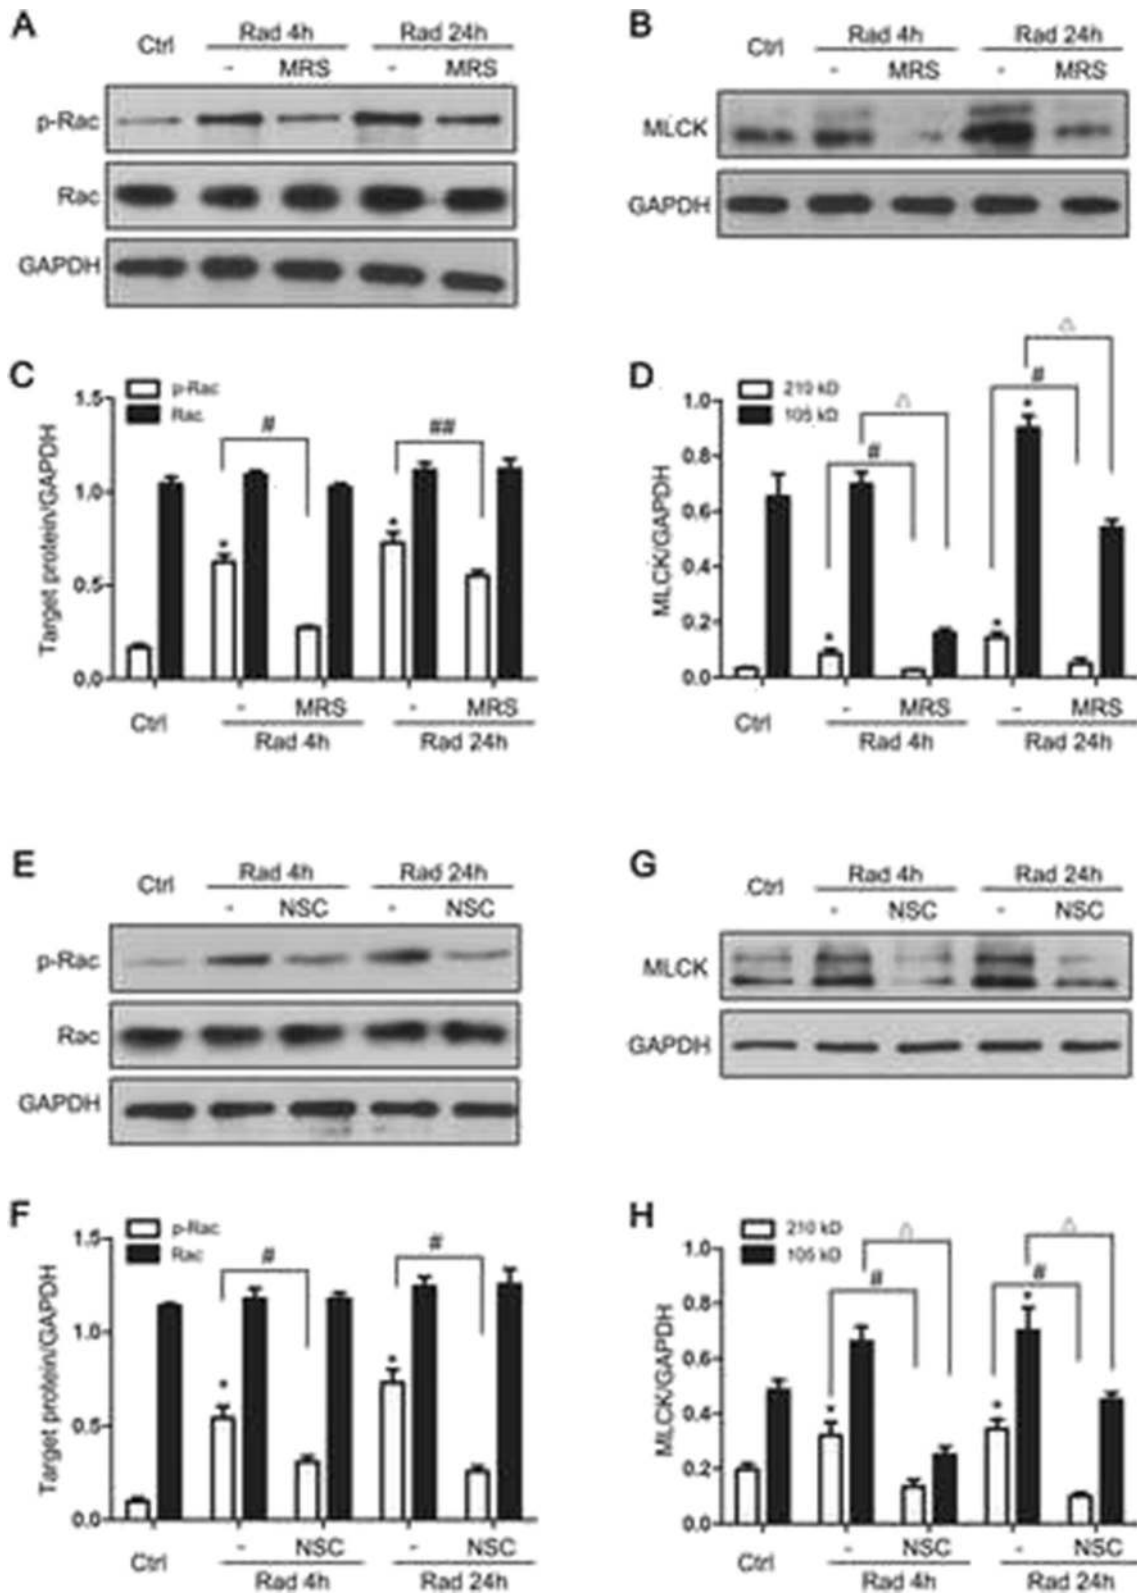 A
Ctrl
Rad 4h
Rad 24h
- MRS - MRS
p-Rac
Rac
GAPDH
B
Ctrl
Rad 4h
Rad 24h
- MRS - MRS
MLCK
GAPDH
C
p-Rac
Rac
Target protein/GAPDH
1.5
1.0
0.5
0.0
#
##
*
*
Ctrl
- MRS - MRS
Rad 4h
Rad 24h
D
210 kD
105 kD
MLCK/GAPDH
1.0
0.8
0.6
0.4
0.2
0.0
△
#
△
#
*
*
*
Ctrl
- MRS - MRS
Rad 4h
Rad 24h
E
Ctrl
Rad 4h
Rad 24h
- NSC - NSC
p-Rac
Rac
GAPDH
G
Ctrl
Rad 4h
Rad 24h
- NSC - NSC
MLCK
GAPDH
F
p-Rac
Rac
Target protein/GAPDH
1.5
1.0
0.5
0.0
#
#
*
*
Ctrl
- NSC - NSC
Rad 4h
Rad 24h
H
210 kD
105 kD
MLCK/GAPDH
1.0
0.8
0.6
0.4
0.2
0.0
△
#
△
#
*
*
*
Ctrl
- NSC - NSC
Rad 4h
Rad 24h